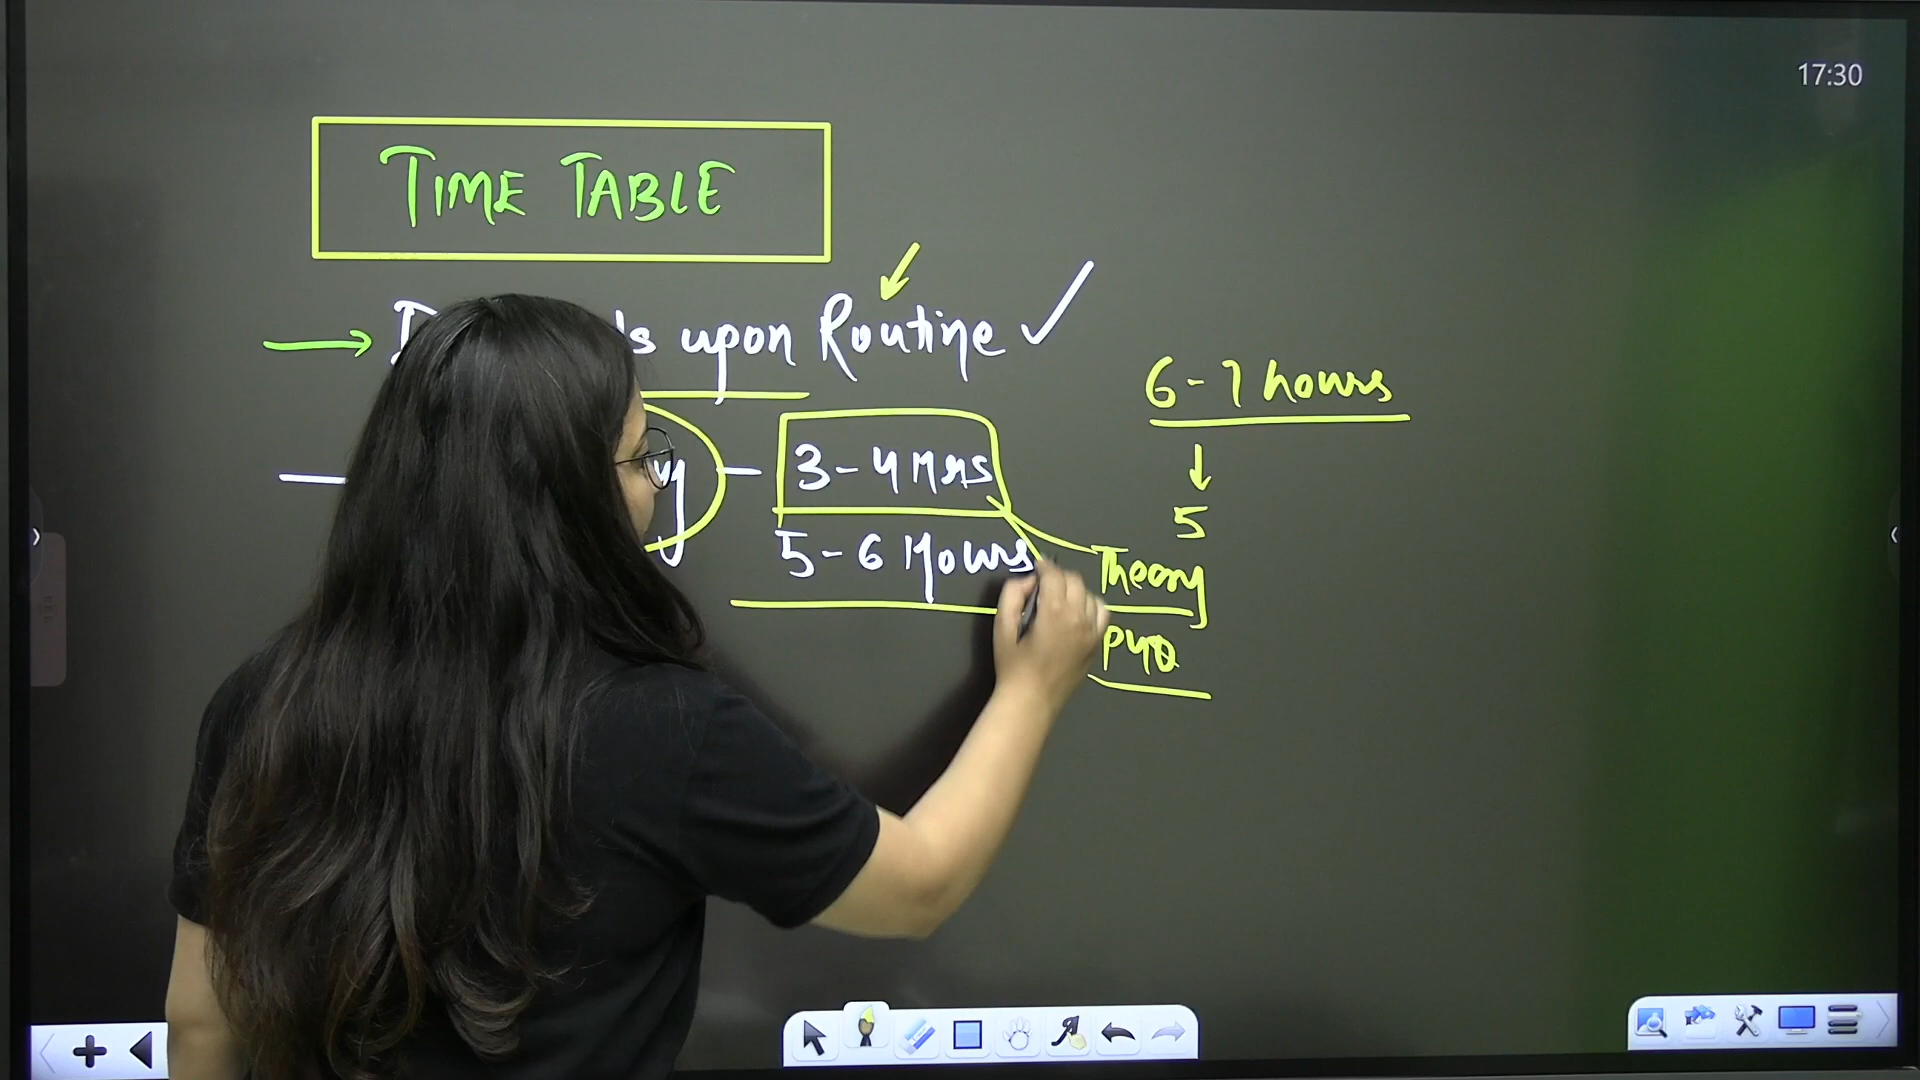 17:30
TIME TABLE
upon Routine
6-7 hours
3-4 Hrs
5
5-6 Hours
Theory
PYQ